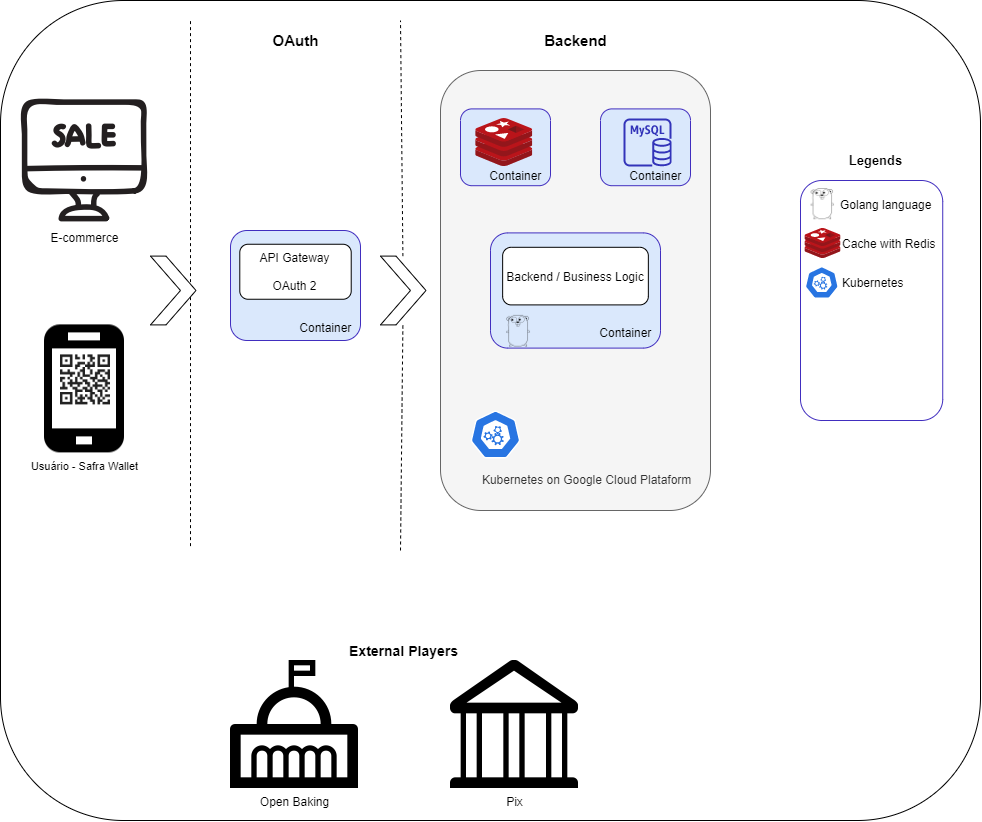 OAuth
Backend
SALE
E-commerce
Usuário - Safra Wallet
API Gateway
OAuth 2
Container
Container
MySQL
Container
Backend / Business Logic
Container
Kubernetes on Google Cloud Plataform
Legends
Golang language
Cache with Redis
Kubernetes
External Players
Open Baking
Pix